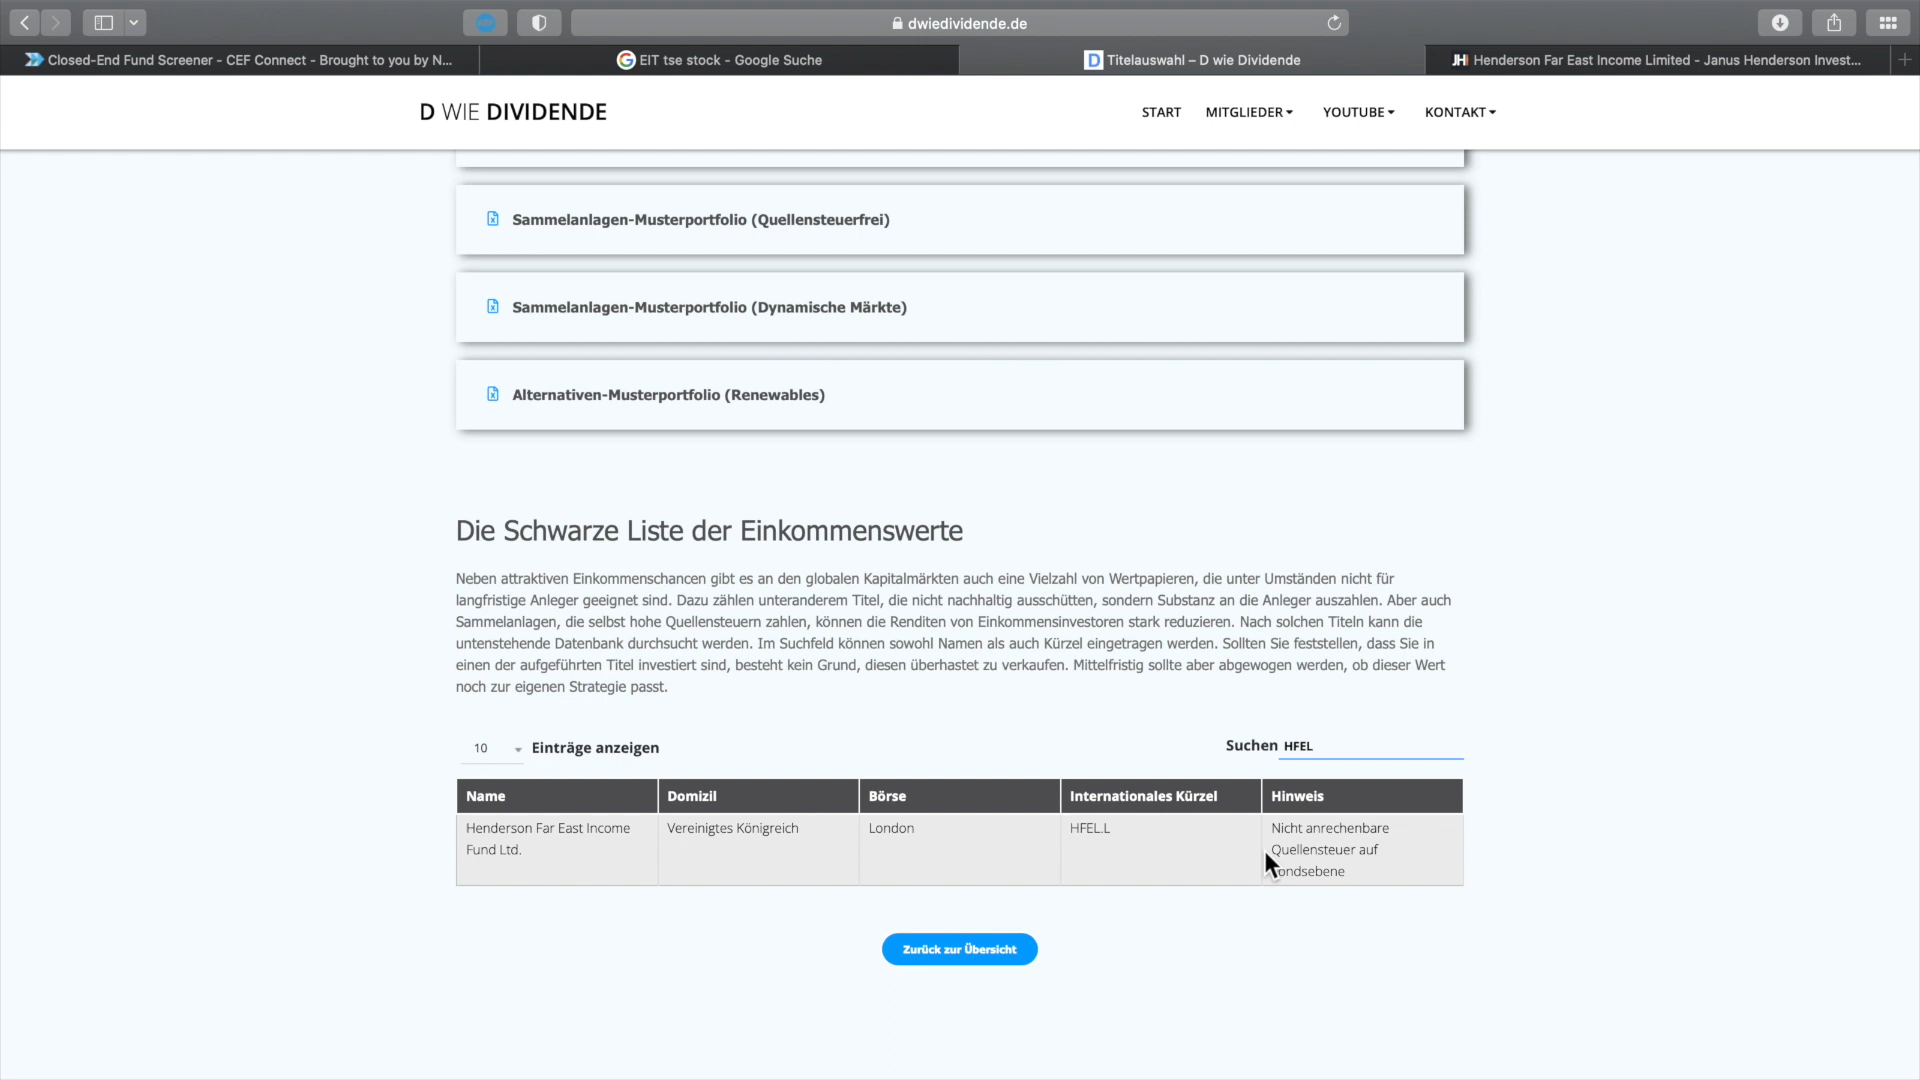 dwiedividende.de
Closed-End Fund Screener - CEF Connect - Brought to you by N...
EIT tse stock - Google Suche
Titelauswahl – D wie Dividende
Henderson Far East Income Limited - Janus Henderson Invest...
D WIE DIVIDENDE
START MITGLIEDER YOUTUBE KONTAKT
Sammelanlagen-Musterportfolio (Quellensteuerfrei)
Sammelanlagen-Musterportfolio (Dynamische Märkte)
Alternativen-Musterportfolio (Renewables)
Die Schwarze Liste der Einkommenswerte
Neben attraktiven Einkommenschancen gibt es an den globalen Kapitalmärkten auch eine Vielzahl von Wertpapieren, die unter Umständen nicht für
langfristige Anleger geeignet sind. Dazu zählen unteranderem Titel, die nicht nachhaltig ausschütten, sondern Substanz an die Anleger auszahlen. Aber auch
Sammelanlagen, die selbst hohe Quellensteuern zahlen, können die Renditen von Einkommensinvestoren stark reduzieren. Nach solchen Titeln kann die
untenstehende Datenbank durchsucht werden. Im Suchfeld können sowohl Namen als auch Kürzel eingetragen werden. Sollten Sie feststellen, dass Sie in
einen der aufgeführten Titel investiert sind, besteht kein Grund, diesen überhastet zu verkaufen. Mittelfristig sollte aber abgewogen werden, ob dieser Wert
noch zur eigenen Strategie passt.
10 Einträge anzeigen
Suchen HFEL
Name Domizil Börse Internationales Kürzel Hinweis
Henderson Far East Income Vereinigtes Königreich London HFEL.L Nicht anrechenbare
Fund Ltd. Quellensteuer auf
ondsebene
Zurück zur Übersicht